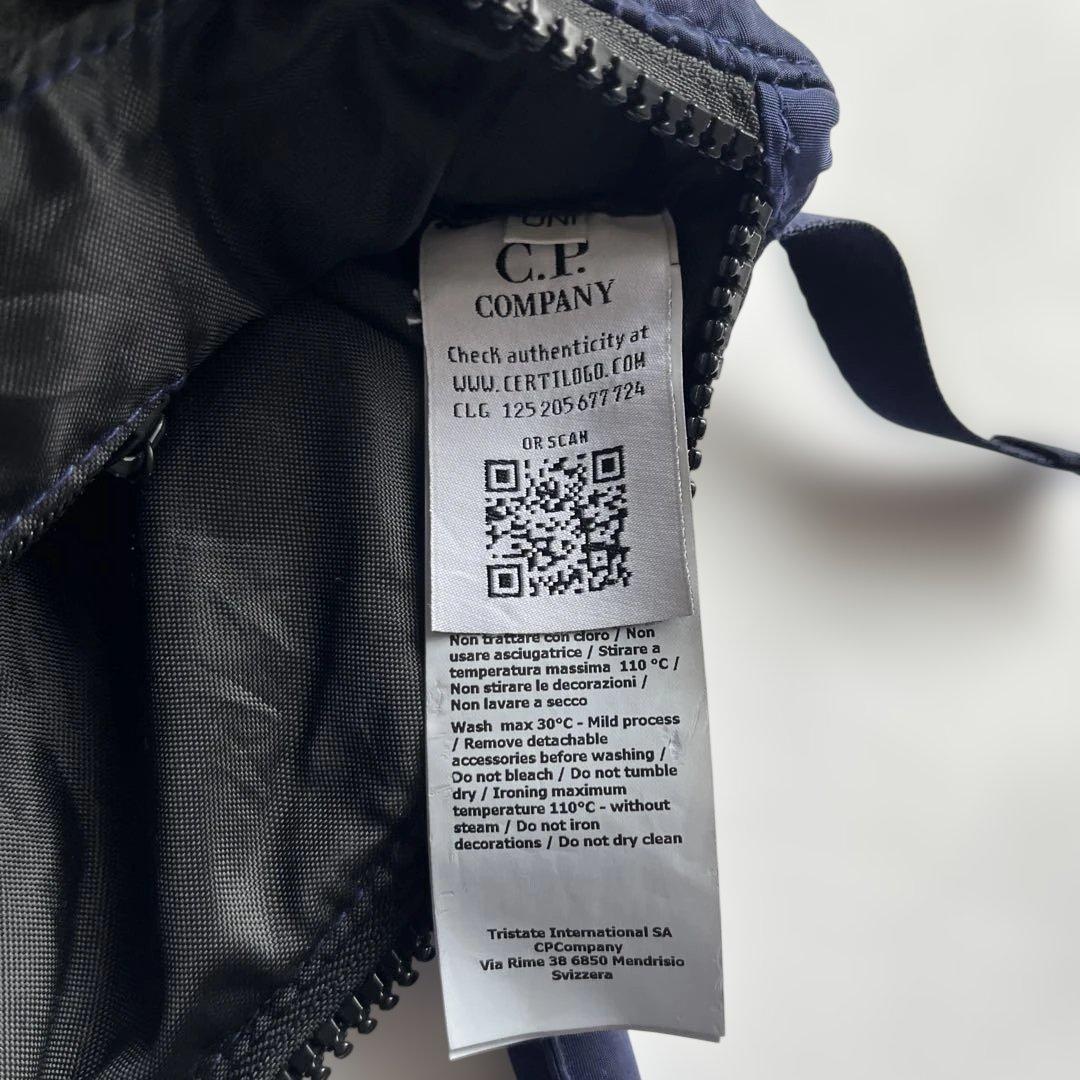 UNI
C.P.
COMPANY
Check authenticity at
WWW.CERTILOGO.COM
CLG 125 205 677 724
OR SCAN
Non trattare con cloro / Non
usare asciugatrice / Stirare a
temperatura massima 110 °C /
Non stirare le decorazioni /
Non lavare a secco
Wash max 30°C - Mild process
/ Remove detachable
accessories before washing /
Do not bleach / Do not tumble
dry / Ironing maximum
temperature 110°C - without
steam / Do not iron
decorations / Do not dry clean
Tristate International SA
CPCompany
Via Rime 38 6850 Mendrisio
Svizzera